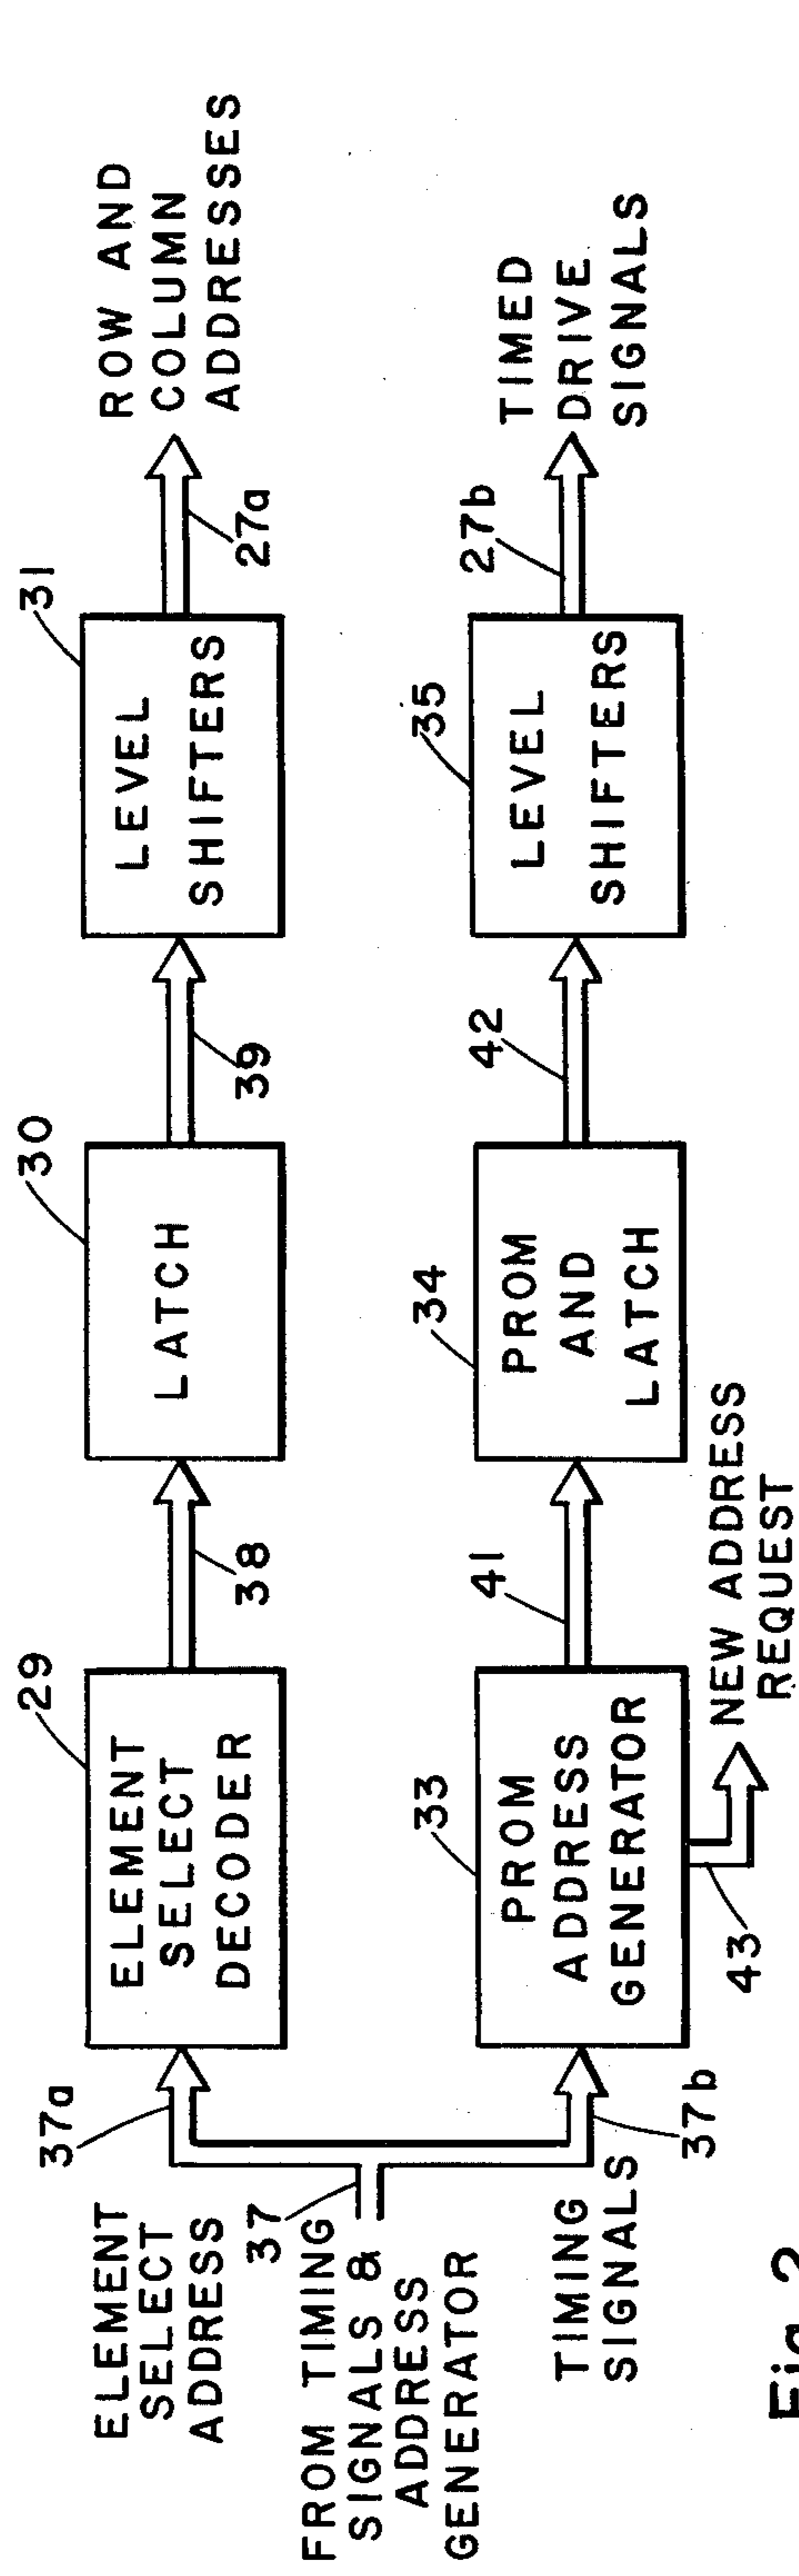 ELEMENT
SELECT
ADDRESS
37a
29
ELEMENT
SELECT
DECODER
38
30
LATCH
39
31
LEVEL
SHIFTERS
27a
ROW AND
COLUMN
ADDRESSES
37
FROM TIMING
SIGNALS &
ADDRESS
GENERATOR
TIMING
SIGNALS
37b
33
PROM
ADDRESS
GENERATOR
43
NEW ADDRESS
REQUEST
41
34
PROM
AND
LATCH
42
35
LEVEL
SHIFTERS
27b
TIMED
DRIVE
SIGNALS
Fig. 2